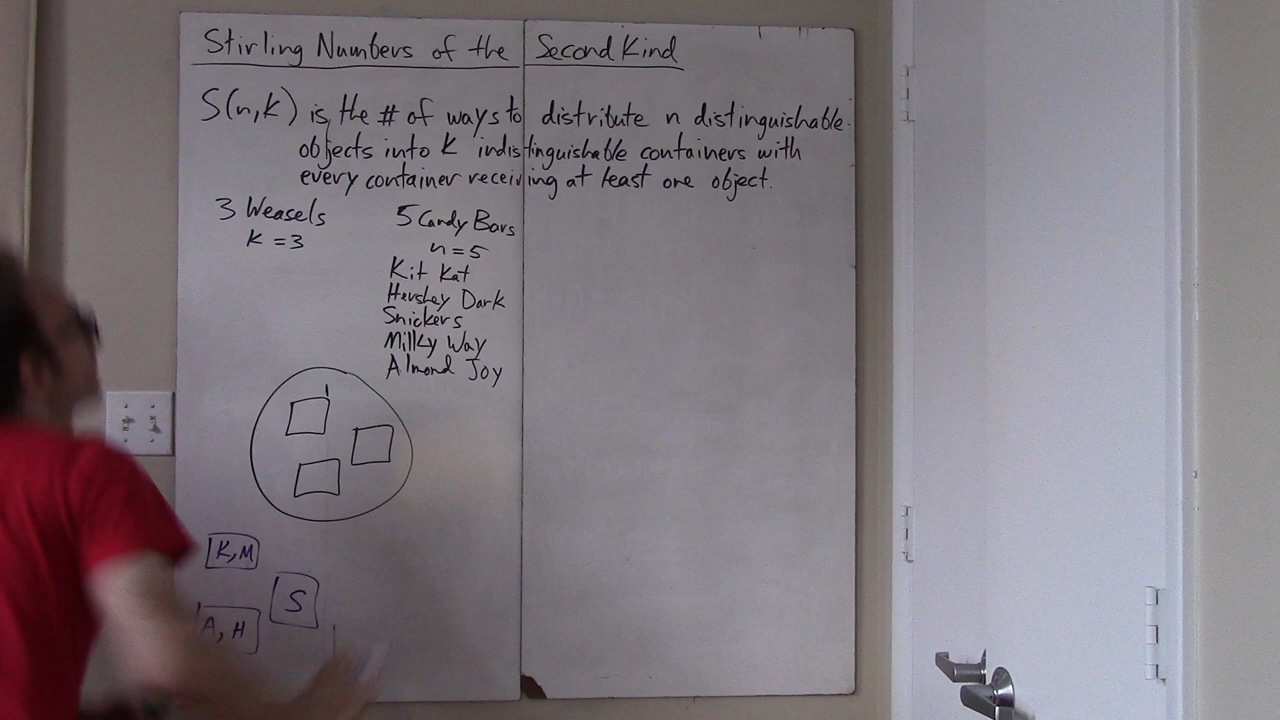 Stirling Numbers of the Second Kind
S(n,k) is the # of ways to distribute n distinguishable
objects into k indistinguishable containers with
every container receiving at least one object.
3 Weasels
k = 3
5 Candy Bars
n = 5
Kit Kat
Hershey Dark
Snickers
Milky Way
Almond Joy
K, M
S
A, H